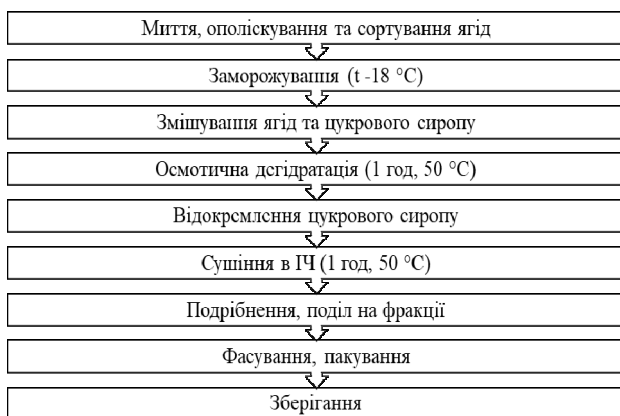 Миття, ополіскування та сортування ягід
Заморожування (t -18 °C)
Змішування ягід та цукрового сиропу
Осмотична дегідратація (1 год, 50 °C)
Відокремлення цукрового сиропу
Сушіння в ІЧ (1 год, 50 °C)
Подрібнення, поділ на фракції
Фасування, пакування
Зберігання